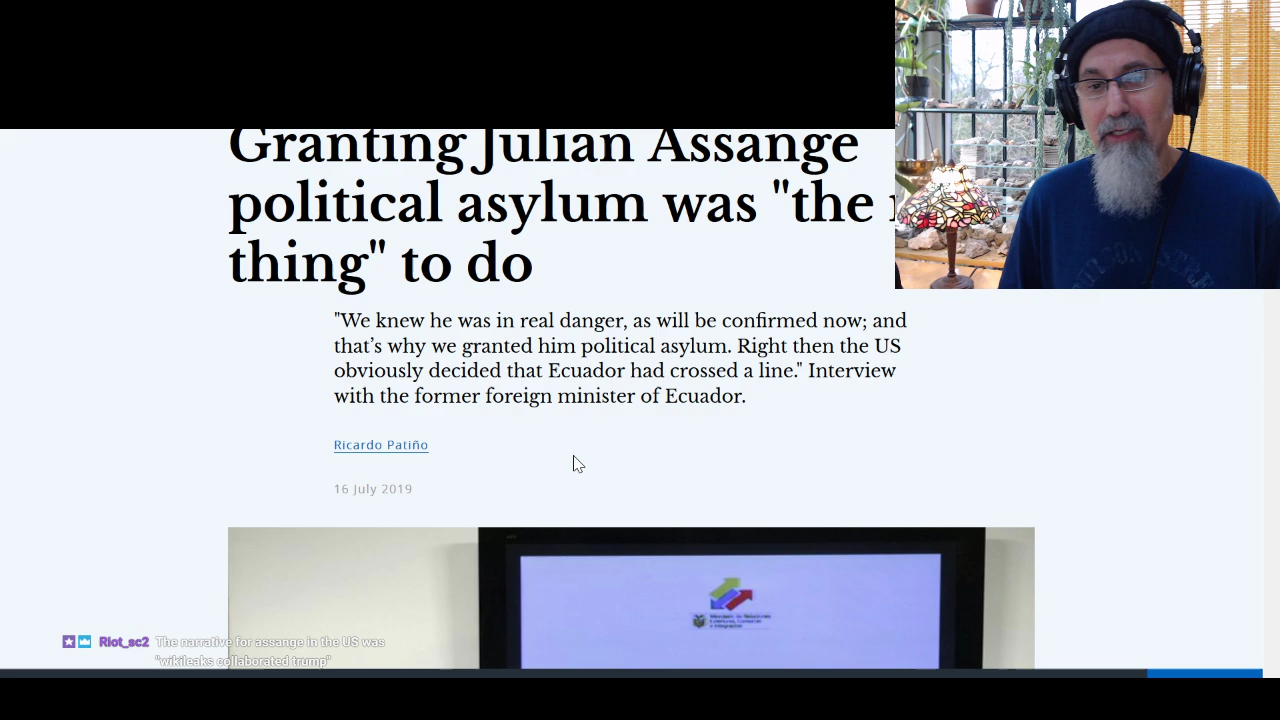 Granting Julian Assange
political asylum was "the
thing" to do
"We knew he was in real danger, as will be confirmed now; and
that’s why we granted him political asylum. Right then the US
obviously decided that Ecuador had crossed a line." Interview
with the former foreign minister of Ecuador.
Ricardo Patiño
16 July 2019
Riot_sc2 The narrative for assange in the US was
"wikileaks collaborated trump"